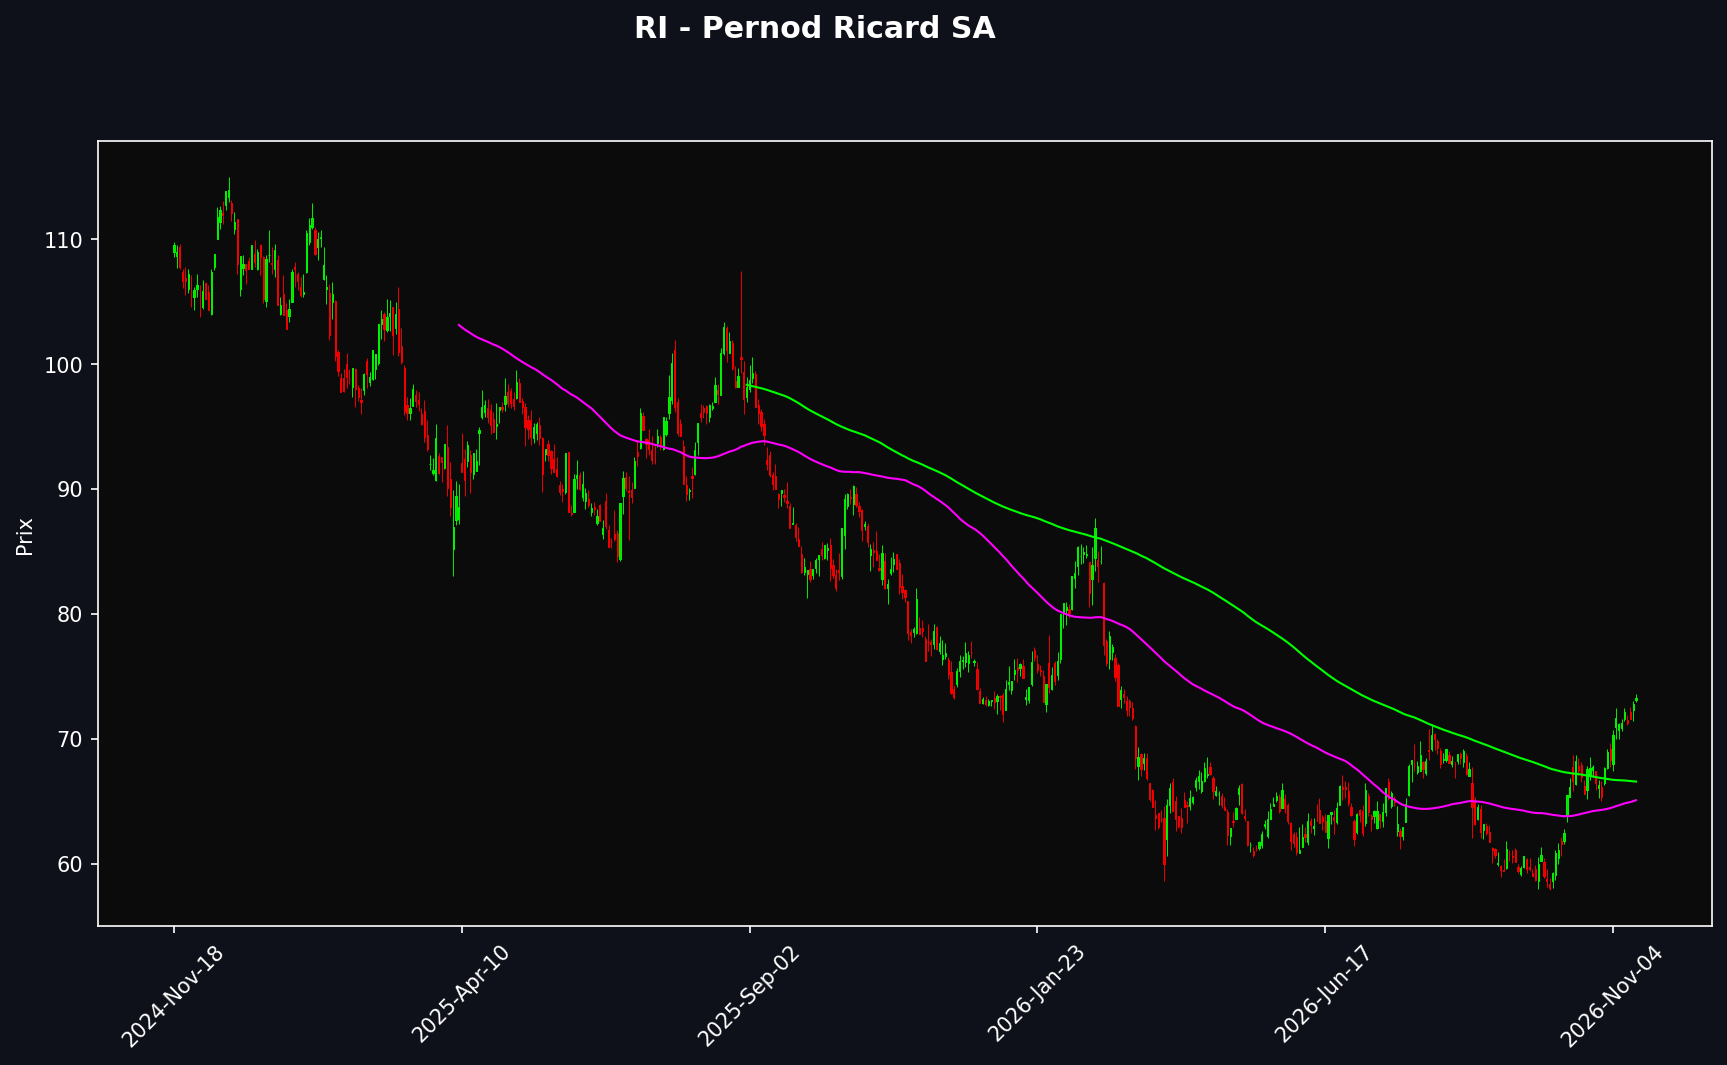 RI - Pernod Ricard SA
Prix
110
100
90
80
70
60
2024-Nov-18
2025-Apr-10
2025-Sep-02
2026-Jan-23
2026-Jun-17
2026-Nov-04